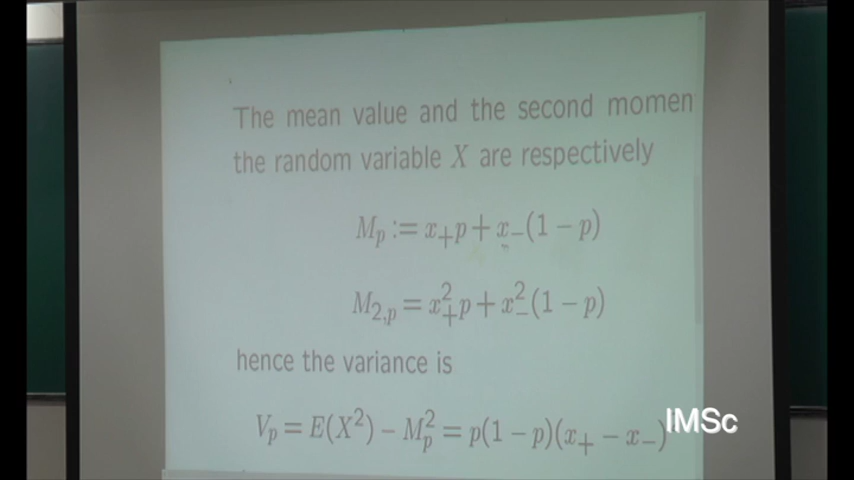 The mean value and the second momen
the random variable X are respectively
M_p := x_+ p + x_-(1 − p)
M_{2,p} = x_+^2 p + x_-^2 (1 − p)
hence the variance is
V_p = E(X^2) − M_p^2 = p(1 − p)(x_+ − x_-)
IMSc